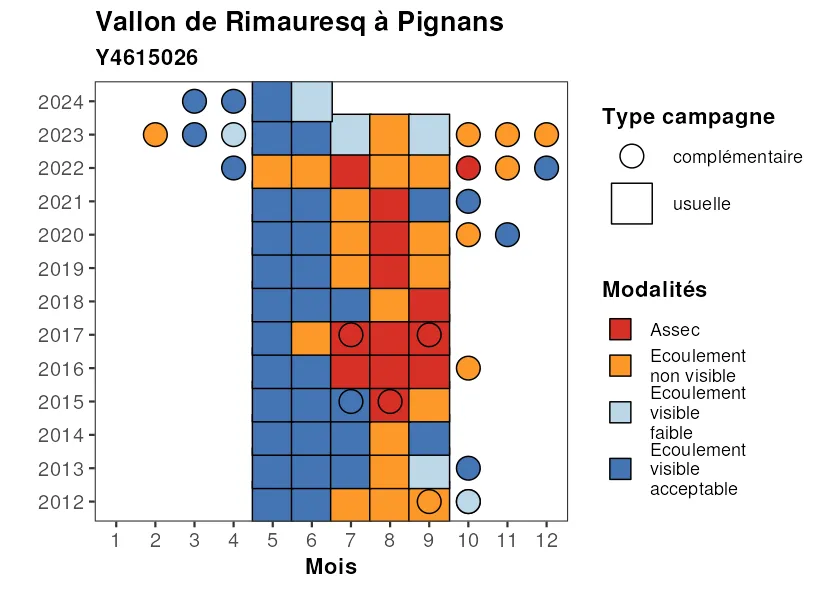 Vallon de Rimauresq à Pignans
Y4615026
2024
2023
2022
2021
2020
2019
2018
2017
2016
2015
2014
2013
2012
1 2 3 4 5 6 7 8 9 10 11 12
Mois
Type campagne
complémentaire
usuelle
Modalités
Assec
Ecoulement
non visible
Ecoulement
visible
faible
Ecoulement
visible
acceptable